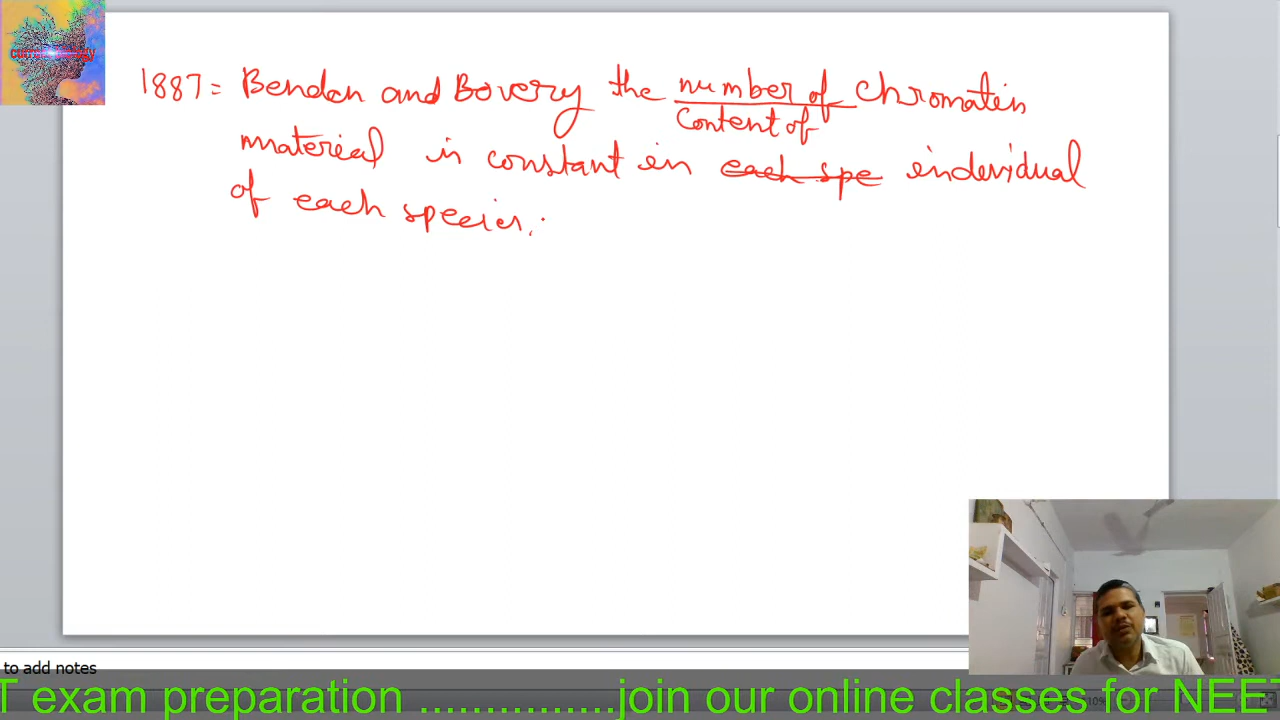 1887= Bendan and Bovery the number of chromatin
content of
material is constant in each spe individual
of each species.
to add notes
T exam preparation ...............join our online classes for NEET